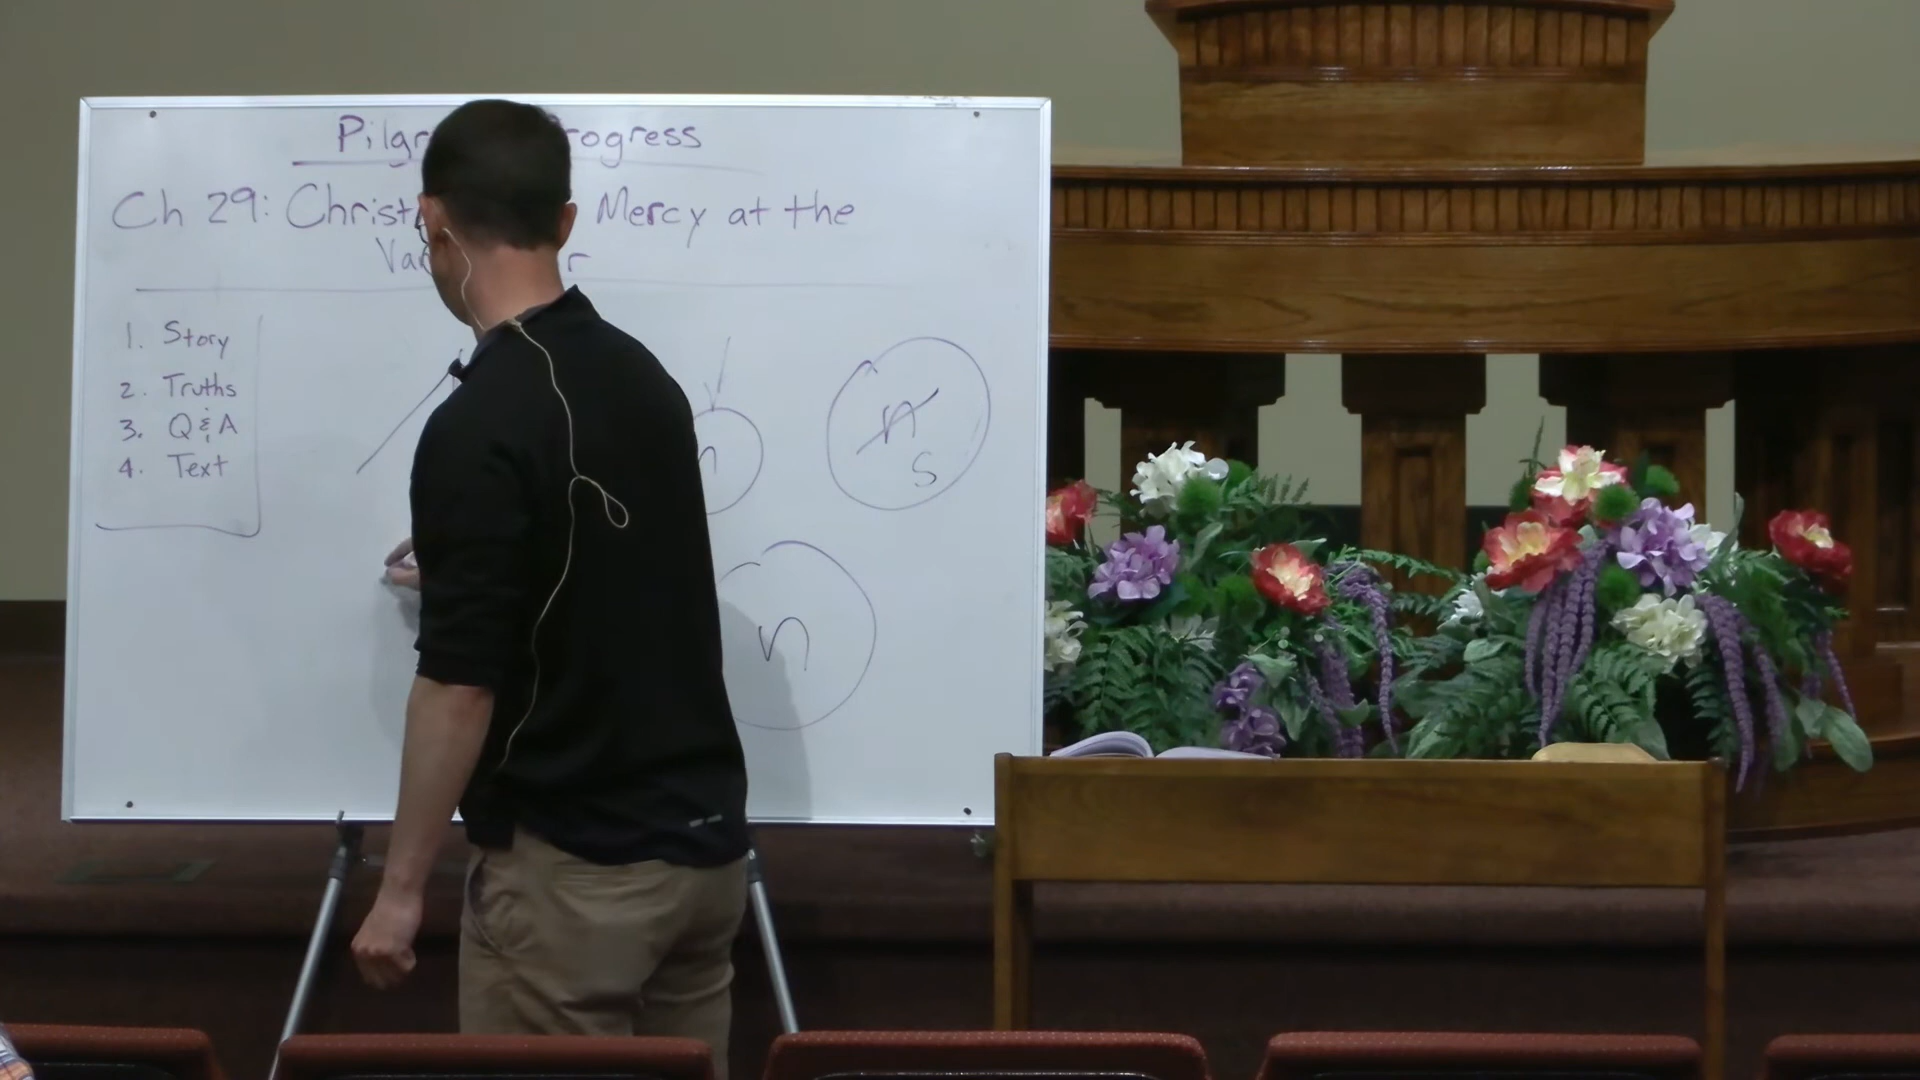 Pilgr rogress
Ch 29: Christ Mercy at the
Va r
1. Story
2. Truths
3. Q & A
4. Text
n
n
S
n